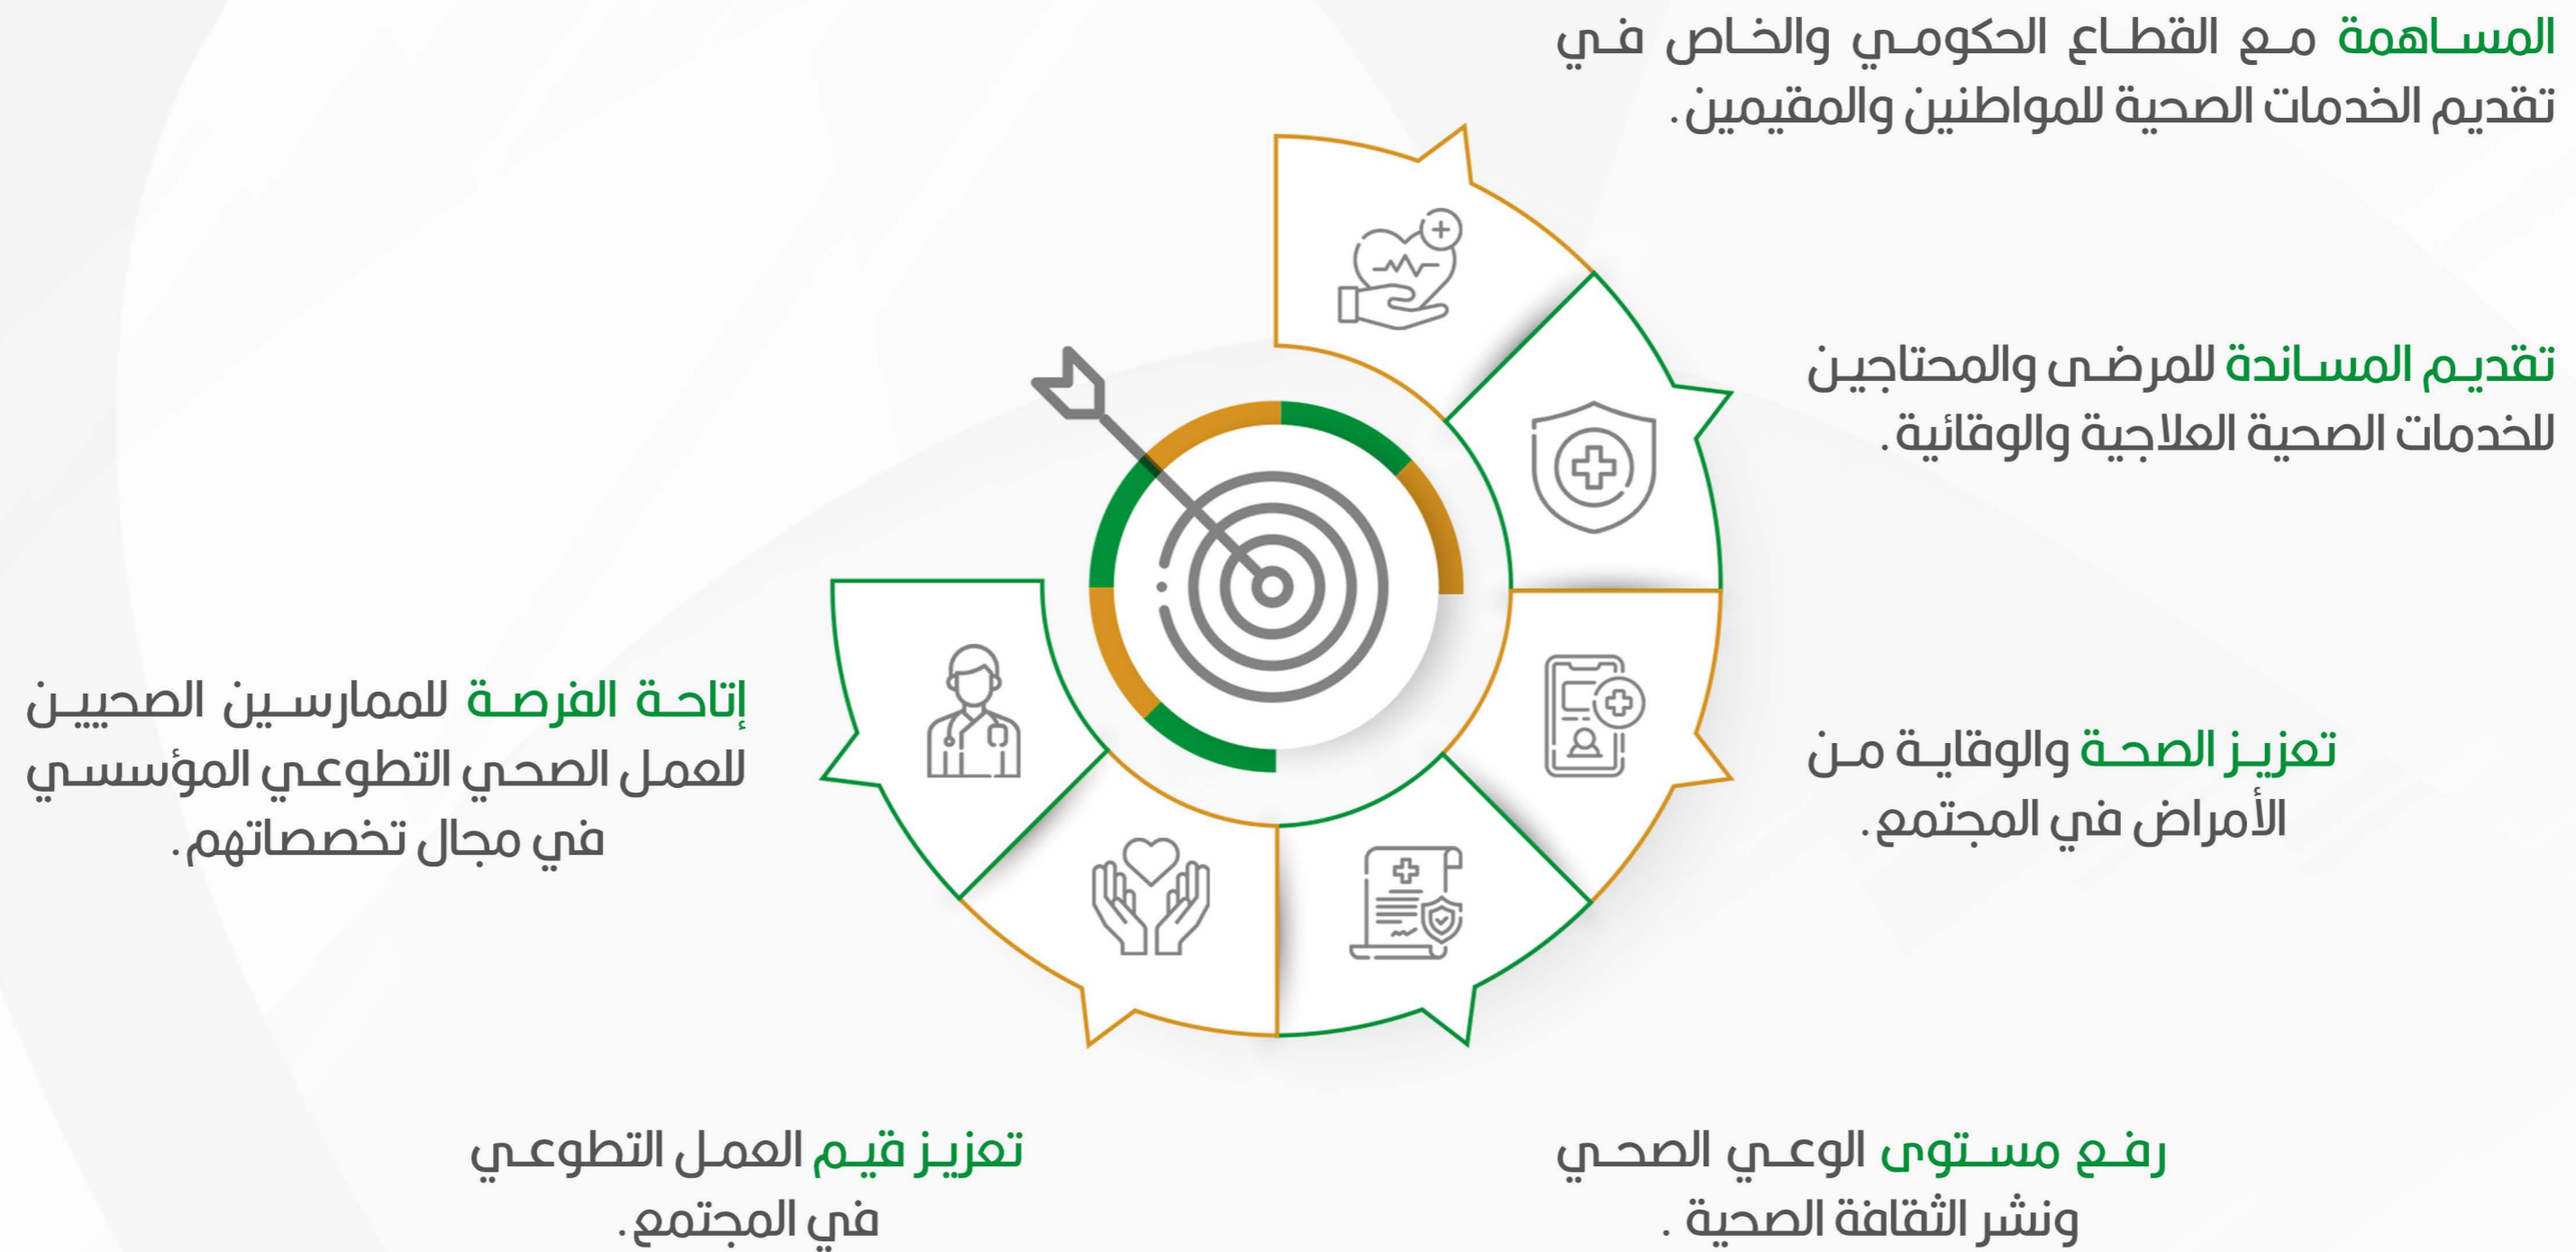 المساهمة مع القطاع الحكومي والخاص في
تقديم الخدمات الصحية للمواطنين والمقيمين.
تقديم المساندة للمرضى والمحتاجين
للخدمات الصحية العلاجية والوقائية.
تعزيز الصحة والوقاية من
الأمراض في المجتمع.
رفع مستوى الوعي الصحي
ونشر الثقافة الصحية .
تعزيز قيم العمل التطوعي
في المجتمع.
إتاحة الفرصة للممارسين الصحيين
للعمل الصحي التطوعي المؤسسي
في مجال تخصصاتهم.